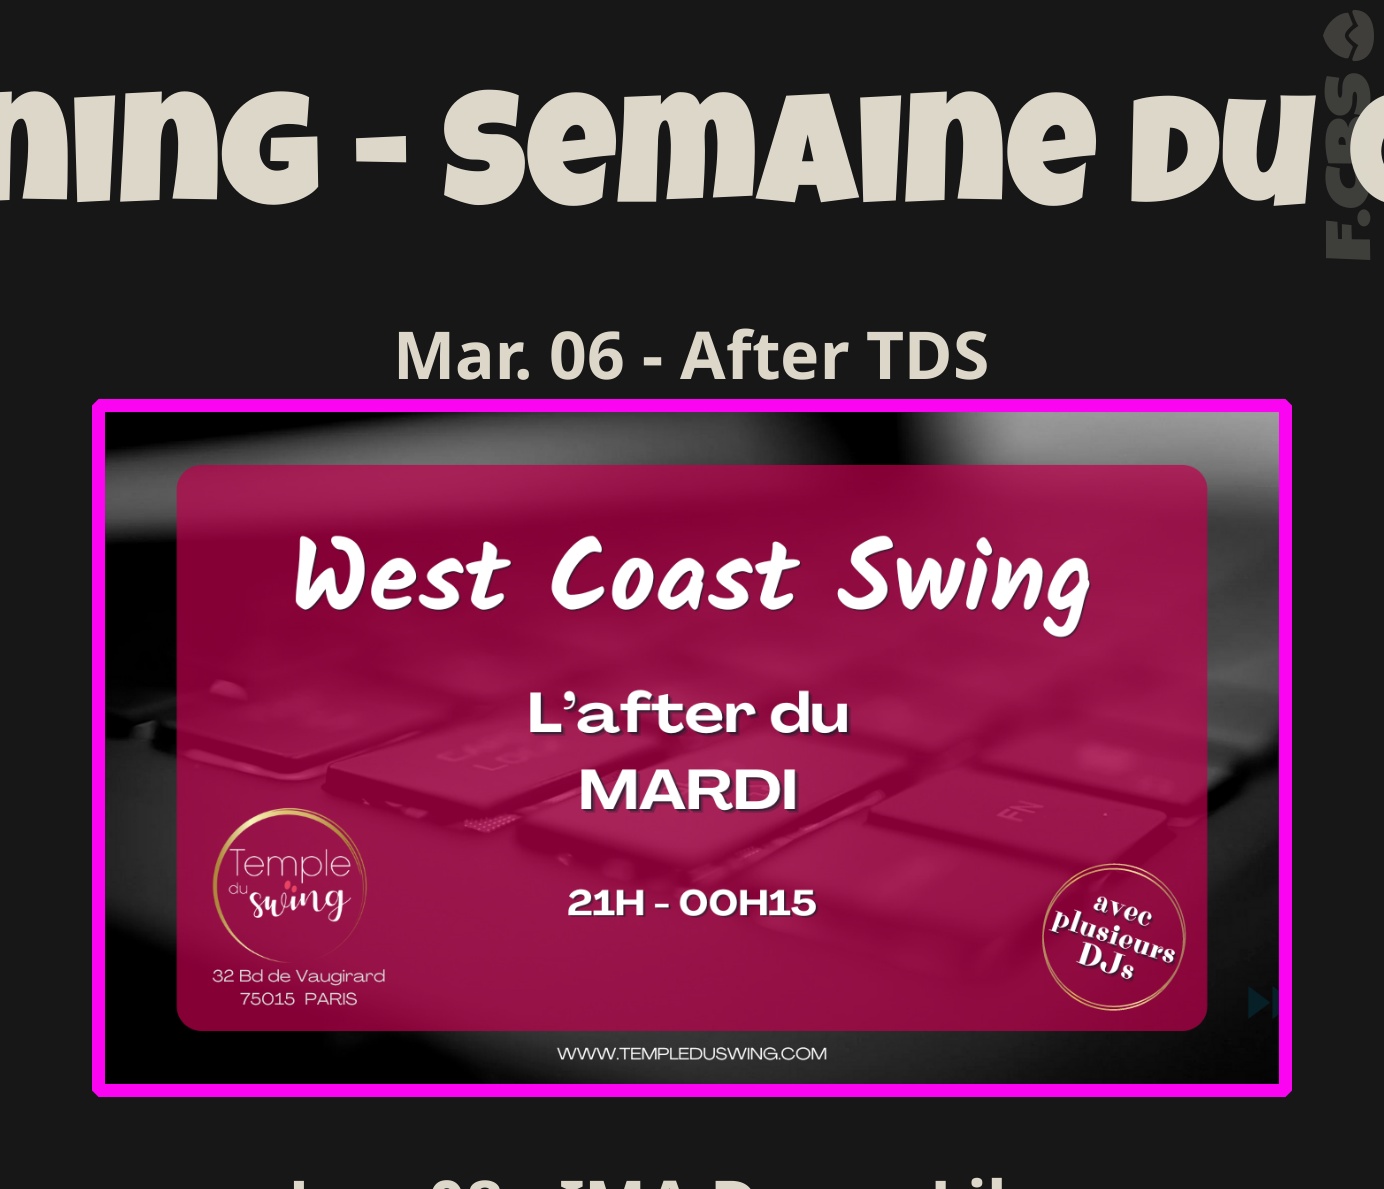 NING - SEMAINE DU
F.CBS
Mar. 06 - After TDS
West Coast Swing
L'after du
MARDI
21H - 00H15
Temple
du swing
32 Bd de Vaugirard
75015 PARIS
avec
plusieurs
DJs
FN
WWW.TEMPLEDUSWING.COM